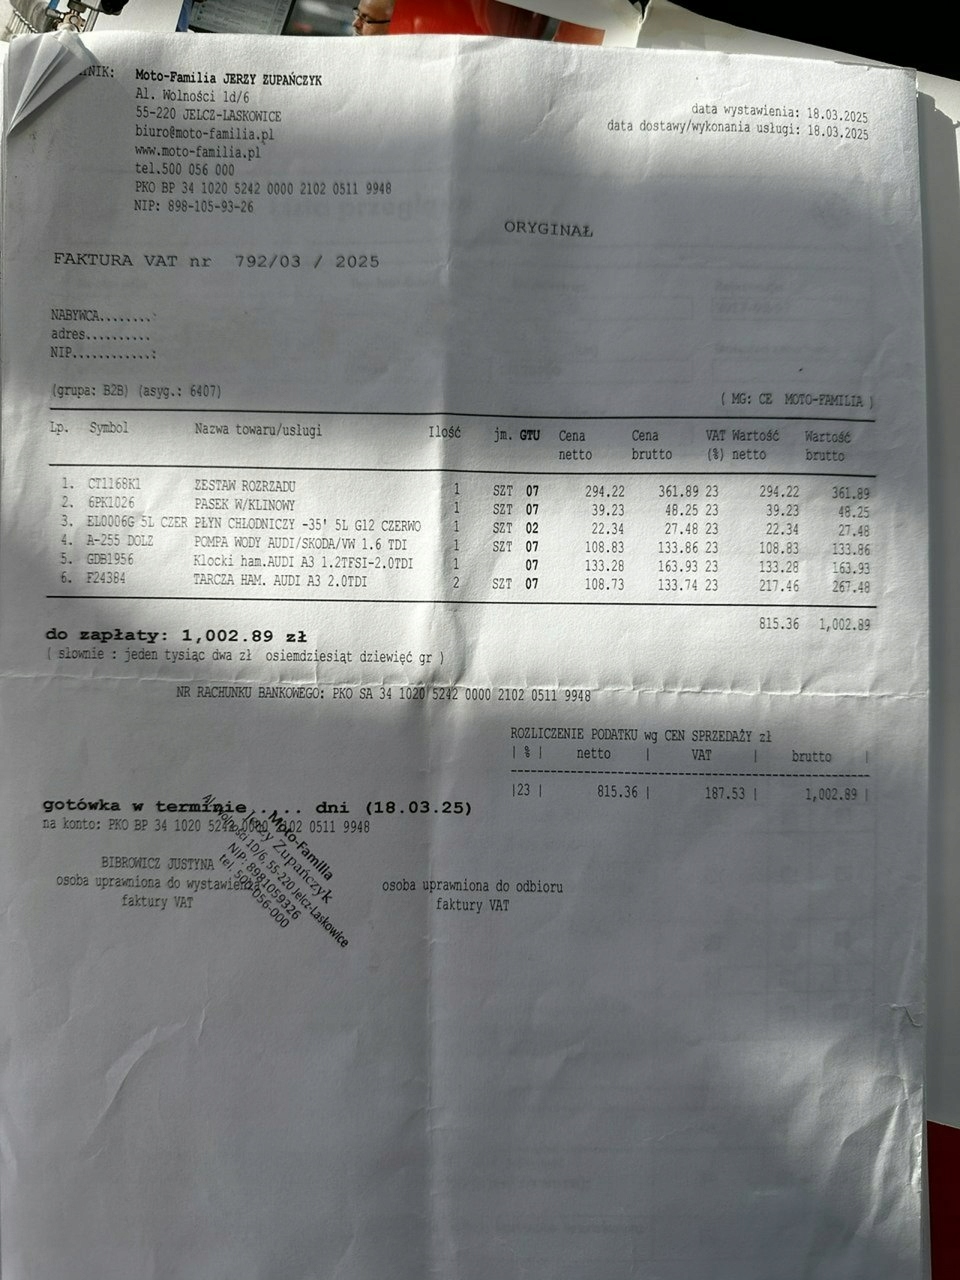 NIK: Moto-Familia JERZY ZUPAŃCZYK
Al. Wolności 1d/6
55-220 JELCZ-LASKOWICE
biuro@moto-familia.pl
www.moto-familia.pl
tel.500 056 000
PKO BP 34 1020 5242 0000 2102 0511 9948
NIP: 898-105-93-26
data wystawienia: 18.03.2025
data dostawy/wykonania usługi: 18.03.2025
ORYGINAŁ
FAKTURA VAT nr 792/03 / 2025
NABYWCA........:
adres..........
NIP............:
(grupa: B2B) (asyg.: 6407)
( MG: CE MOTO-FAMILIA )
Lp. Symbol Nazwa towaru/usługi Ilość jm. GTU Cena netto Cena brutto VAT (%) Wartość netto Wartość brutto
1. CT1168K1 ZESTAW ROZRZADU 1 SZT 07 294.22 361.89 23 294.22 361.89
2. 6PK1026 PASEK W/KLINOWY 1 SZT 07 39.23 48.25 23 39.23 48.25
3. EL0006G 5L CZER PŁYN CHŁODNICZY -35' 5L G12 CZERWO 1 SZT 02 22.34 27.48 23 22.34 27.48
4. A-255 DOLZ POMPA WODY AUDI/SKODA/VW 1.6 TDI 1 SZT 07 108.83 133.86 23 108.83 133.86
5. GDB1956 Klocki ham.AUDI A3 1.2TFSI-2.0TDI 1 07 133.28 163.93 23 133.28 163.93
6. F24384 TARCZA HAM. AUDI A3 2.0TDI 2 SZT 07 108.73 133.74 23 217.46 267.48
815.36 1,002.89
do zapłaty: 1,002.89 zł
( słownie : jeden tysiąc dwa zł osiemdziesiąt dziewięć gr )
NR RACHUNKU BANKOWEGO: PKO SA 34 1020 5242 0000 2102 0511 9948
ROZLICZENIE PODATKU wg CEN SPRZEDAŻY zł
| % | netto | VAT | brutto |
|23 | 815.36 | 187.53 | 1,002.89 |
gotówka w terminie..... dni (18.03.25)
na konto: PKO BP 34 1020 5242 0000 2102 0511 9948
Moto-Familia
Jerzy Zupańczyk
Al. Wolności 10/6, 55-220 Jelcz-Laskowice
NIP: 8981059326
tel. 500-056-000
BIBROWICZ JUSTYNA
osoba uprawniona do wystawienia
faktury VAT
osoba uprawniona do odbioru
faktury VAT